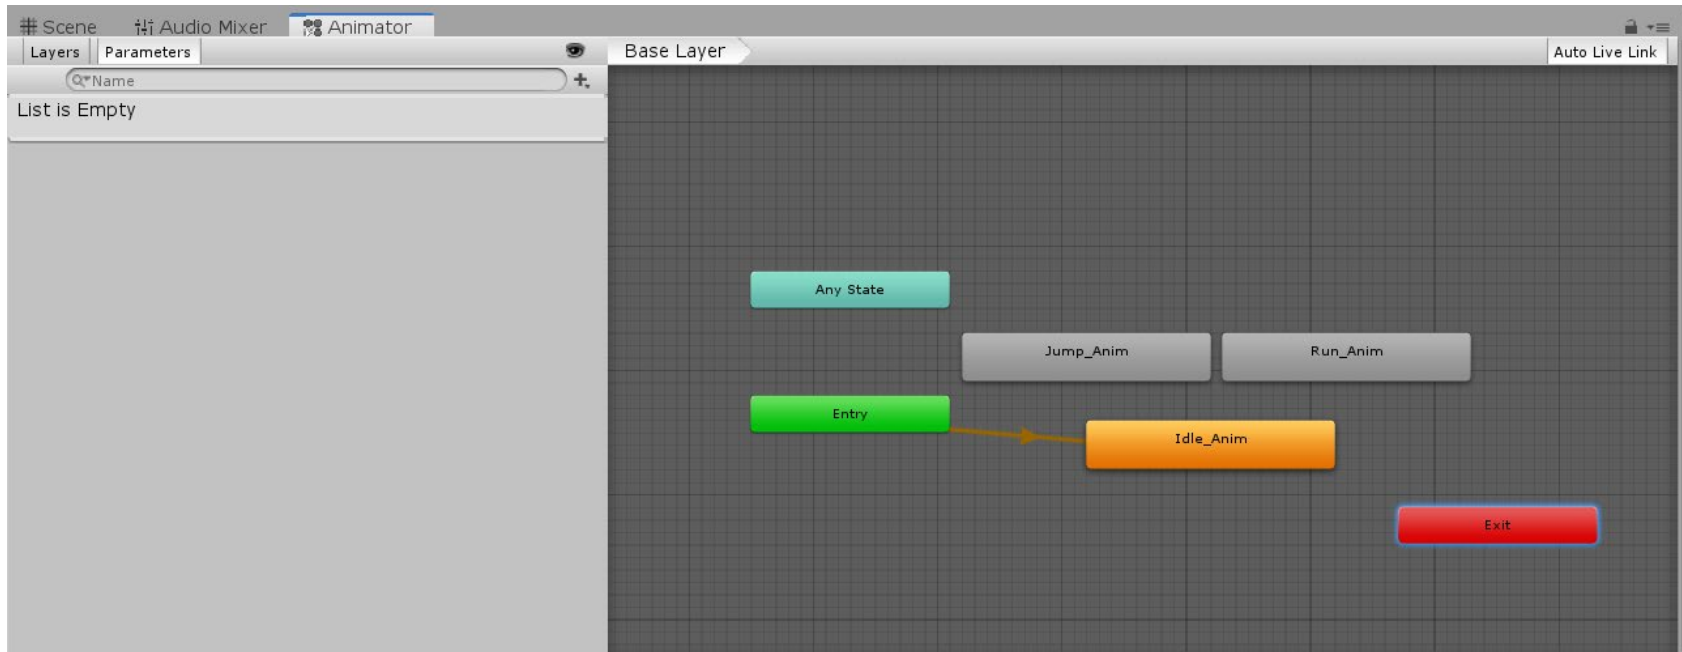 Scene Audio Mixer Animator
Layers Parameters
Name
List is Empty
Base Layer Auto Live Link
Any State
Jump_Anim Run_Anim
Entry
Idle_Anim
Exit